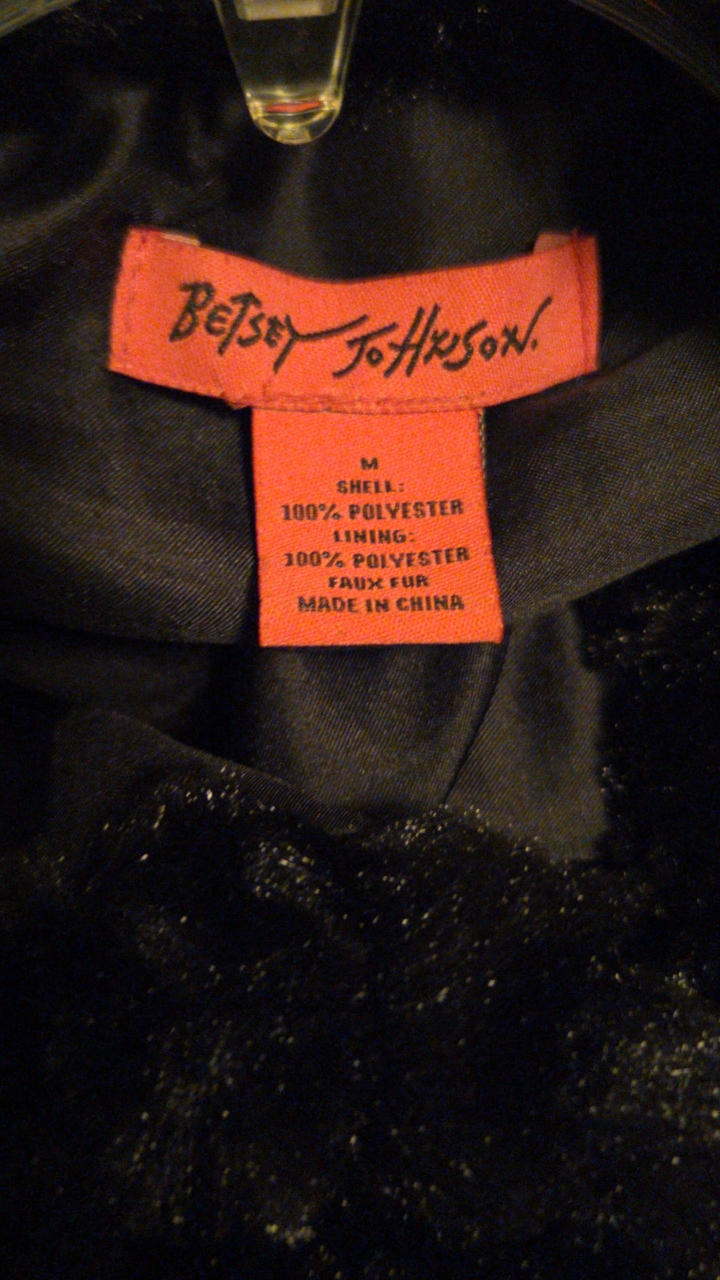 BETSEY JOHNSON.
M
SHELL:
100% POLYESTER
LINING:
100% POLYESTER
FAUX FUR
MADE IN CHINA